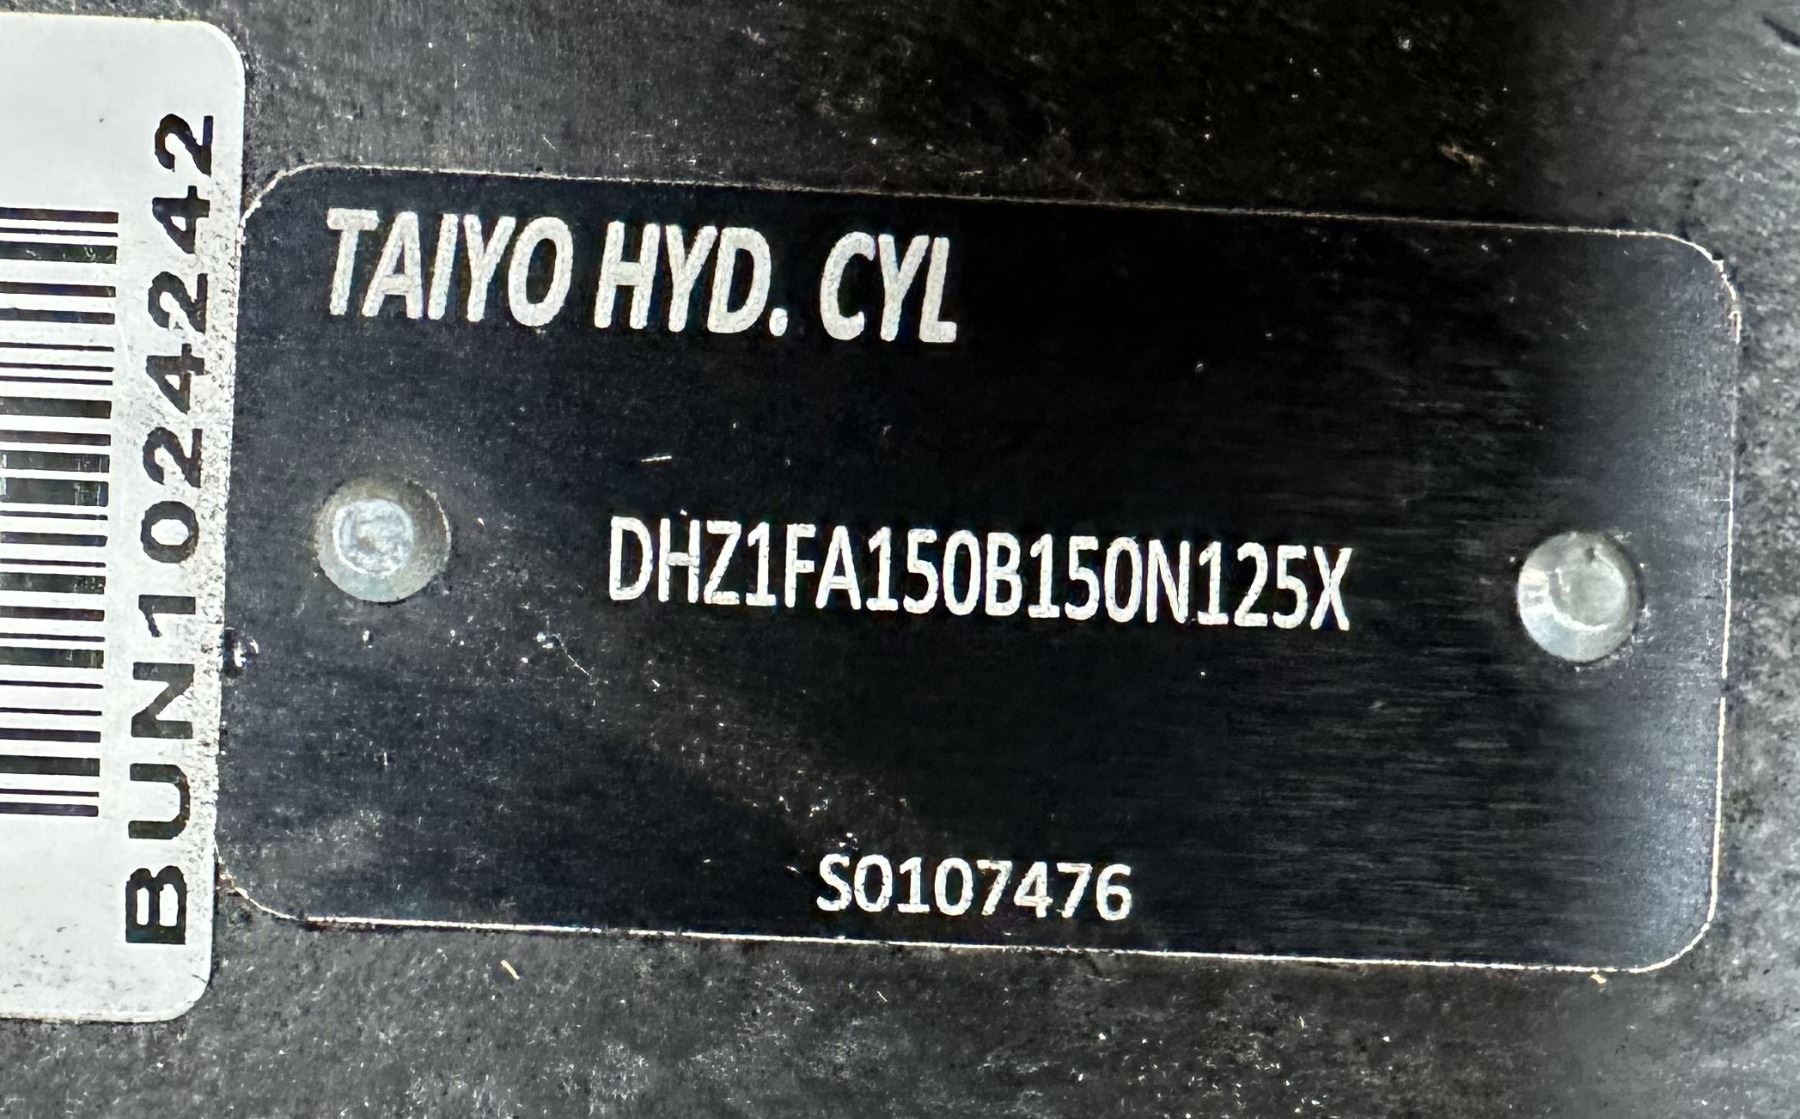 BUN1024242
TAIYO HYD. CYL
DHZ1FA150B150N125X
S0107476